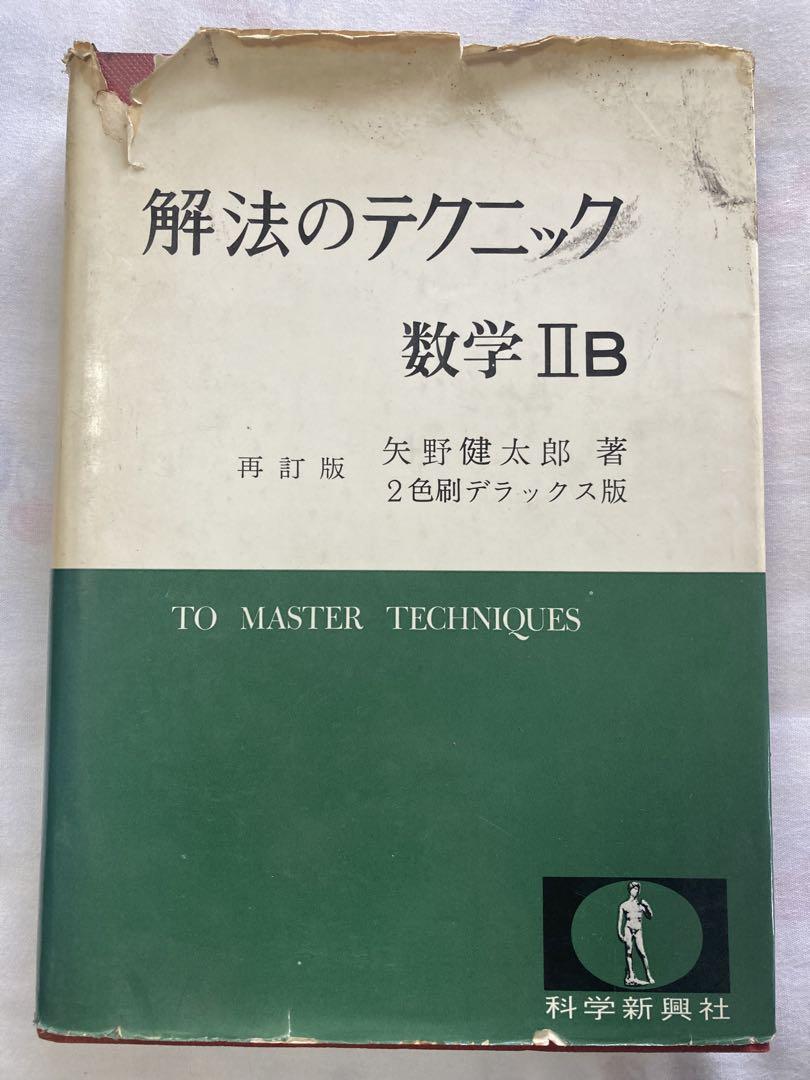 解法のテクニック
数学ⅡB
再訂版 矢野健太郎 著
2色刷デラックス版
TO MASTER TECHNIQUES
科学新興社